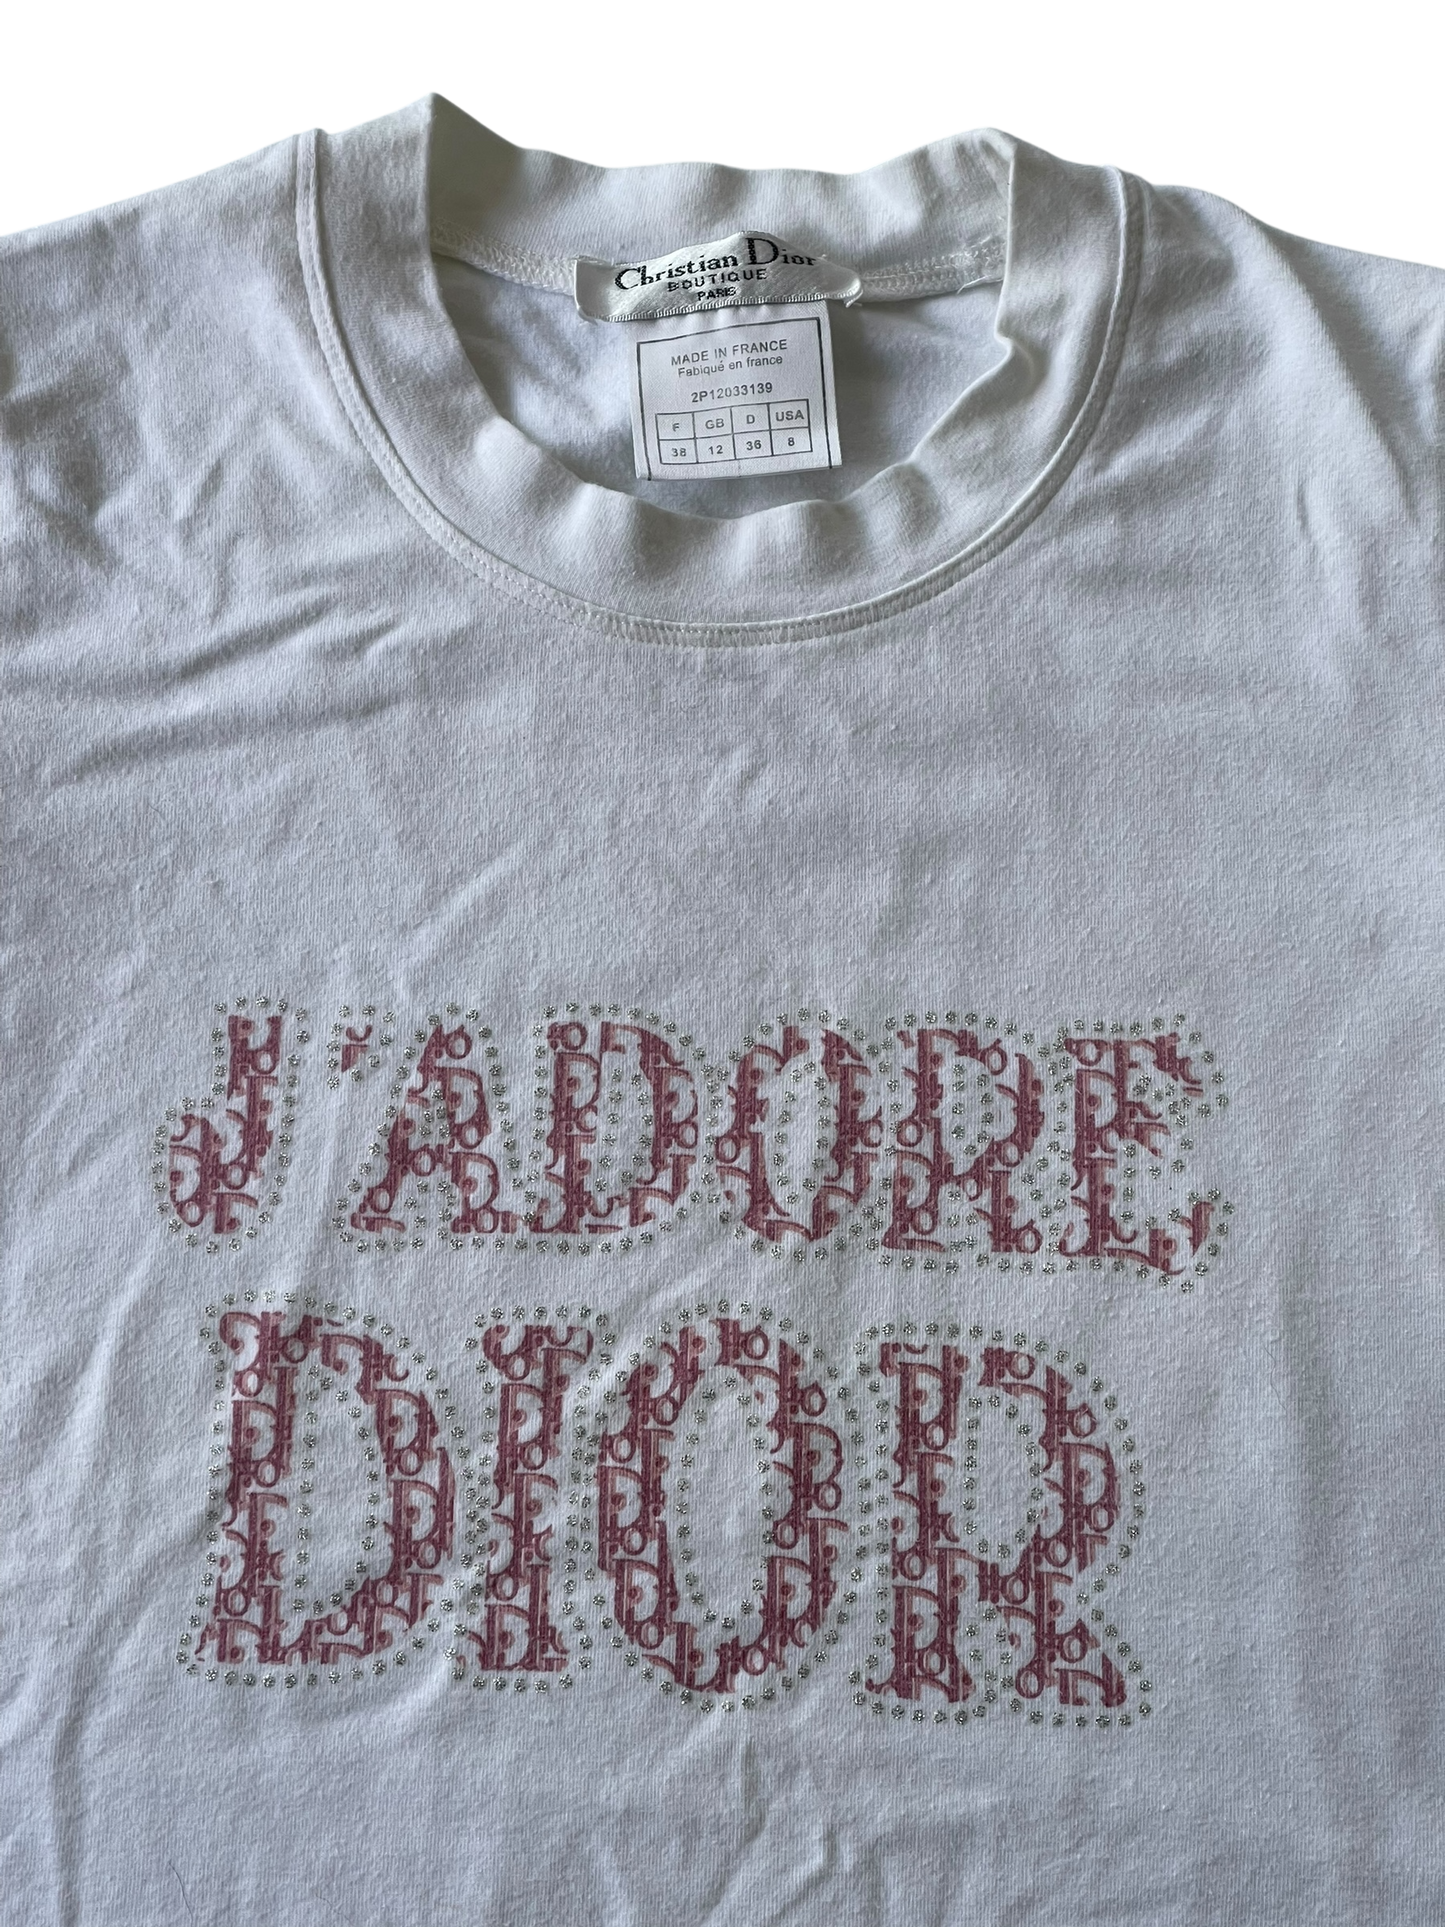 Christian Dior
BOUTIQUE
PARIS
MADE IN FRANCE
Fabiqué en france
2P12033139
F GB D USA
38 12 36 8
J'ADORE
DIOR